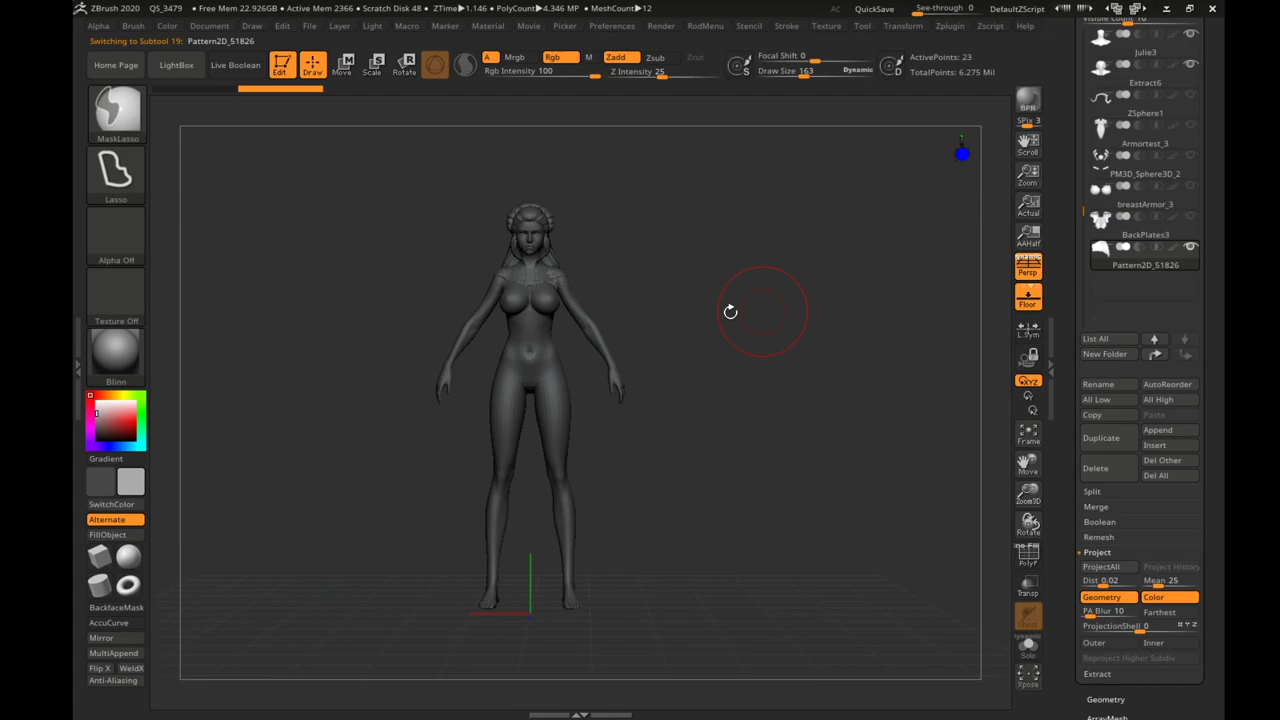 ZBrush 2020 QS_3479 • Free Mem 22.926GB • Active Mem 2366 • Scratch Disk 48 • ZTime▸1.146 • PolyCount▸4.346 MP • MeshCount▸12
AC QuickSave See-through 0 DefaultZScript
Alpha Brush Color Document Draw Edit File Layer Light Macro Marker Material Movie Picker Preferences Render RodMenu Stencil Stroke Texture Tool Transform ZPlugin Zscript Help
Switching to Subtool 19: Pattern2D_51826
Home Page
LightBox
Live Boolean
Edit
Draw
Move
Scale
Rotate
A Mrgb Rgb M
Rgb Intensity 100
Zadd Zsub Zcut
Z Intensity 25
S
Focal Shift 0
Draw Size 163 Dynamic
D
ActivePoints: 23
TotalPoints: 6.275 Mil
MaskLasso
Lasso
Alpha Off
Texture Off
Blinn
Gradient
SwitchColor
Alternate
FillObject
BackfaceMask
AccuCurve
Mirror
MultiAppend
Flip X WeldX
Anti-Aliasing
BPR
SPix 3
Scroll
Zoom
Actual
AAHalf
Persp
Floor
L.Sym
XYZ
Frame
Move
Zoom3D
Rotate
PolyF
Transp
Solo
Xpose
Visible Count 10
Julie3
Extract6
ZSphere1
Armortest_3
PM3D_Sphere3D_2
breastArmor_3
BackPlates3
Pattern2D_51826
List All
New Folder
Rename AutoReorder
All Low All High
Copy Paste
Duplicate Append
Insert
Delete Del Other
Del All
Split
Merge
Boolean
Remesh
Project
ProjectAll Project History
Dist 0.02 Mean 25
Geometry Color
PA Blur 10 Farthest
ProjectionShell 0 X Y Z
Outer Inner
Reproject Higher Subdiv
Extract
Geometry
ArrayMesh